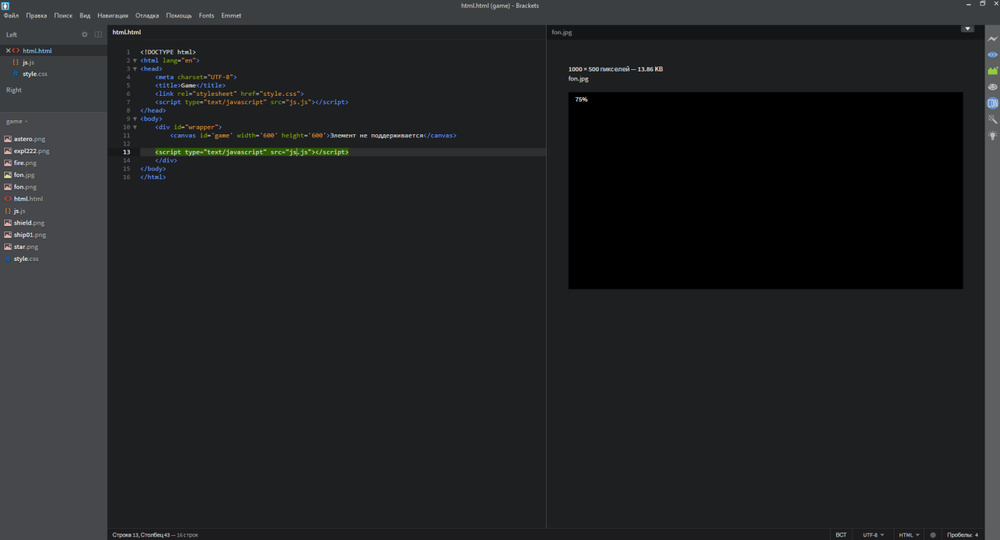 html.html (game) - Brackets
Файл Правка Поиск Вид Навигация Отладка Помощь Fonts Emmet
Left
html.html
js.js
style.css
Right
game
astero.png
expl222.png
fire.png
fon.jpg
fon.png
html.html
js.js
shield.png
ship01.png
star.png
style.css
html.html
1 <!DOCTYPE html>
2 <html lang="en">
3 <head>
4 <meta charset="UTF-8">
5 <title>Game</title>
6 <link rel="stylesheet" href="style.css">
7 <script type="text/javascript" src="js.js"></script>
8 </head>
9 <body>
10 <div id="wrapper">
11 <canvas id='game' width='600' height='600'>Элемент не поддерживается</canvas>
12
13 <script type="text/javascript" src="js.js"></script>
14 </div>
15 </body>
16 </html>
fon.jpg
1000 × 500 пикселей — 13.86 KB
fon.jpg
75%
CDN
Строка 13, Столбец 43 — 16 строк
ВСТ UTF-8 HTML Пробелы: 4